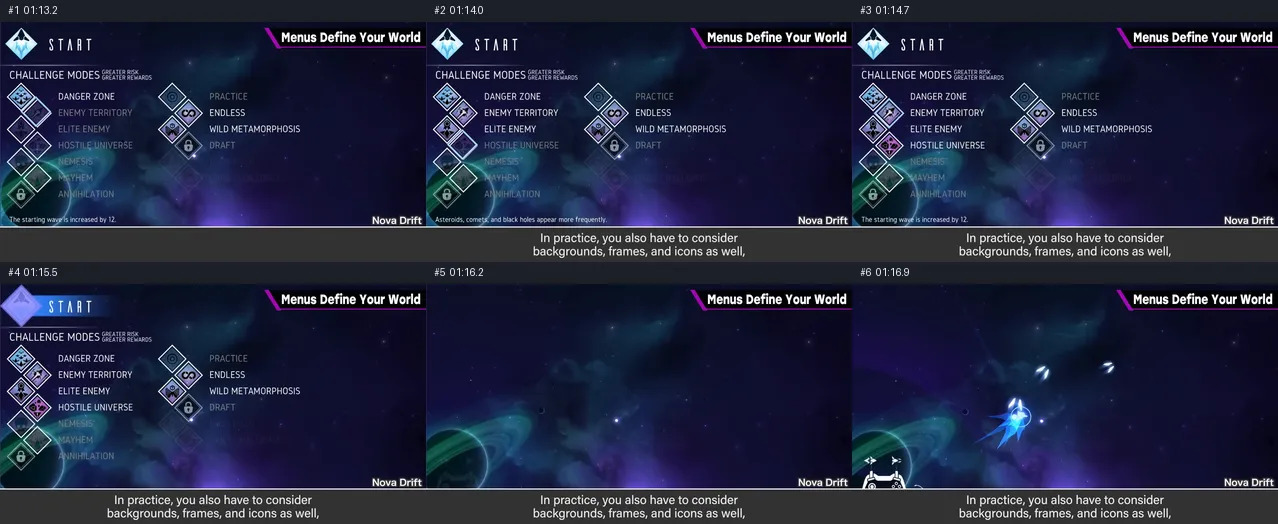 #1 01:13.2
START
Menus Define Your World
CHALLENGE MODES GREATER RISK
GREATER REWARDS
DANGER ZONE
PRACTICE
ENEMY TERRITORY
ENDLESS
ELITE ENEMY
WILD METAMORPHOSIS
HOSTILE UNIVERSE
DRAFT
NEMESIS
MAYHEM
ANNIHILATION
The starting wave is increased by 12.
Nova Drift
#2 01:14.0
START
Menus Define Your World
CHALLENGE MODES GREATER RISK
GREATER REWARDS
DANGER ZONE
PRACTICE
ENEMY TERRITORY
ENDLESS
ELITE ENEMY
WILD METAMORPHOSIS
HOSTILE UNIVERSE
DRAFT
NEMESIS
MAYHEM
ANNIHILATION
Asteroids, comets, and black holes appear more frequently.
Nova Drift
In practice, you also have to consider
backgrounds, frames, and icons as well,
#3 01:14.7
START
Menus Define Your World
CHALLENGE MODES GREATER RISK
GREATER REWARDS
DANGER ZONE
PRACTICE
ENEMY TERRITORY
ENDLESS
ELITE ENEMY
WILD METAMORPHOSIS
HOSTILE UNIVERSE
DRAFT
NEMESIS
MAYHEM
ANNIHILATION
The starting wave is increased by 12.
Nova Drift
In practice, you also have to consider
backgrounds, frames, and icons as well,
#4 01:15.5
START
Menus Define Your World
CHALLENGE MODES GREATER RISK
GREATER REWARDS
DANGER ZONE
PRACTICE
ENEMY TERRITORY
ENDLESS
ELITE ENEMY
WILD METAMORPHOSIS
HOSTILE UNIVERSE
DRAFT
NEMESIS
MAYHEM
ANNIHILATION
Nova Drift
In practice, you also have to consider
backgrounds, frames, and icons as well,
#5 01:16.2
Menus Define Your World
Nova Drift
In practice, you also have to consider
backgrounds, frames, and icons as well,
#6 01:16.9
Menus Define Your World
Nova Drift
In practice, you also have to consider
backgrounds, frames, and icons as well,